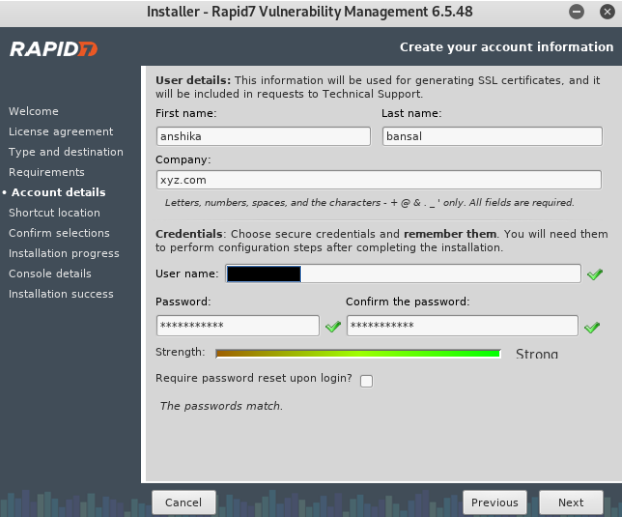 Installer - Rapid7 Vulnerability Management 6.5.48
RAPID7
Create your account information
Welcome
License agreement
Type and destination
Requirements
• Account details
Shortcut location
Confirm selections
Installation progress
Console details
Installation success
User details: This information will be used for generating SSL certificates, and it
will be included in requests to Technical Support.
First name: Last name:
anshika bansal
Company:
xyz.com
Letters, numbers, spaces, and the characters - + @ & . _ ' only. All fields are required.
Credentials: Choose secure credentials and remember them. You will need them
to perform configuration steps after completing the installation.
User name:
Password: Confirm the password:
*********** ***********
Strength: Strong
Require password reset upon login?
The passwords match.
Cancel Previous Next